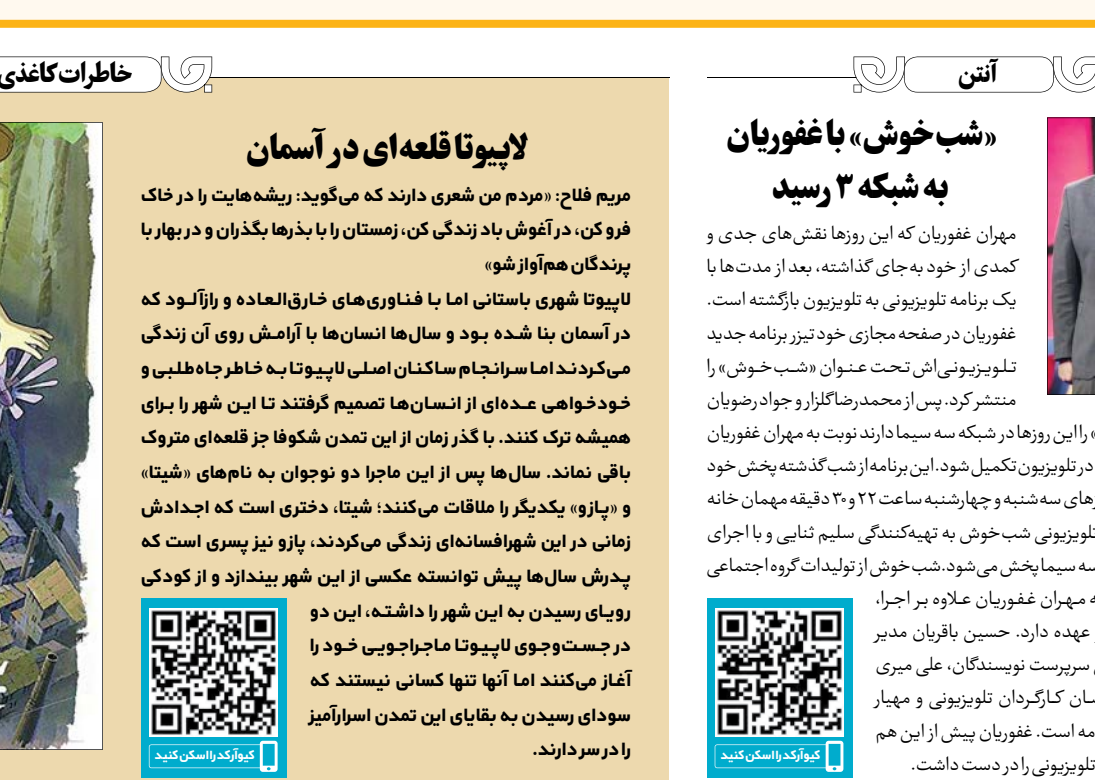 آنتن
«شب‌خوش» با غفوریان
به شبکه ۳ رسید
مهران غفوریان که این روزها نقش‌های جدی و
کمدی از خود به‌جای گذاشته، بعد از مدت‌ها با
یک برنامه تلویزیونی به تلویزیون بازگشته است.
غفوریان در صفحه مجازی خود تیزر برنامه جدید
تلویزیونی‌اش تحت عنوان «شب‌خوش» را
منتشر کرد. پس از محمدرضا گلزار و جواد رضویان
» را این روزها در شبکه سه سیما دارند نوبت به مهران غفوریان
در تلویزیون تکمیل شود. این برنامه از شب گذشته پخش خود
سه‌شنبه و چهارشنبه ساعت ۲۲ و ۳۰ دقیقه مهمان خانه
تلویزیونی شب خوش به تهیه‌کنندگی سلیم ثنایی و با اجرای
سه سیما پخش می‌شود. شب خوش از تولیدات گروه اجتماعی
مهران غفوریان علاوه بر اجرا،
عهده دارد. حسین باقریان مدیر
سرپرست نویسندگان، علی میری
کارگردان تلویزیونی و مهیار
است. غفوریان پیش از این هم
تلویزیونی را در دست داشت.
کیوآرکد را اسکن کنید
خاطرات کاغذی
لاپیوتا قلعه‌ای در آسمان
مریم فلاح: «مردم من شعری دارند که می‌گوید: ریشه‌هایت را در خاک
فرو کن، در آغوش باد زندگی کن، زمستان را با بذرها بگذران و در بهار با
پرندگان هم‌آواز شو»
لاپیوتا شهری باستانی اما با فناوری‌های خارق‌العاده و رازآلود که
در آسمان بنا شده بود و سال‌ها انسان‌ها با آرامش روی آن زندگی
می‌کردند اما سرانجام ساکنان اصلی لاپیوتا به خاطر جاه‌طلبی و
خودخواهی عده‌ای از انسان‌ها تصمیم گرفتند تا این شهر را برای
همیشه ترک کنند. با گذر زمان از این تمدن شکوفا جز قلعه‌ای متروک
باقی نماند. سال‌ها پس از این ماجرا دو نوجوان به نام‌های «شیتا»
و «پازو» یکدیگر را ملاقات می‌کنند؛ شیتا، دختری است که اجدادش
زمانی در این شهرافسانه‌ای زندگی می‌کردند، پازو نیز پسری است که
پدرش سال‌ها پیش توانسته عکسی از این شهر بیندازد و از کودکی
رویای رسیدن به این شهر را داشته، این دو
در جست‌وجوی لاپیوتا ماجراجویی خود را
آغاز می‌کنند اما آنها تنها کسانی نیستند که
سودای رسیدن به بقایای این تمدن اسرارآمیز
را در سر دارند.
کیوآرکد را اسکن کنید